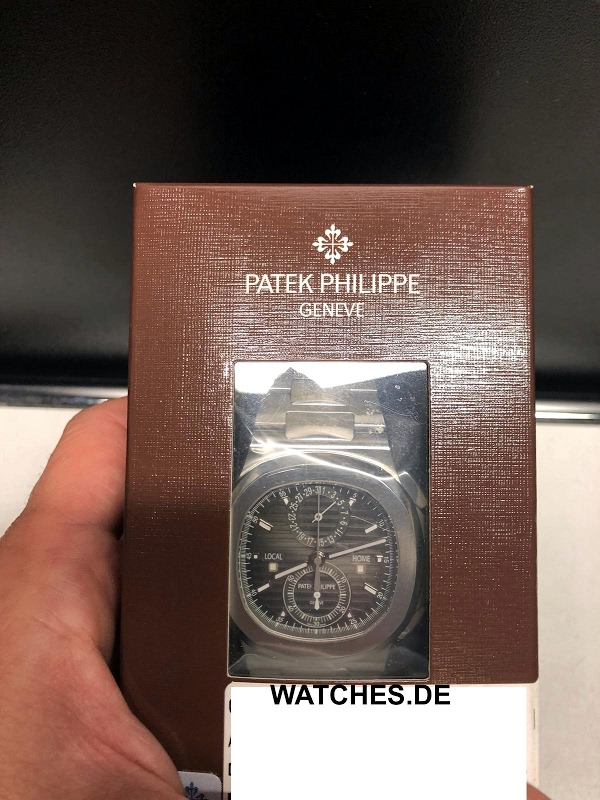 PATEK PHILIPPE
GENEVE
LOCAL
HOME
PATEK PHILIPPE
WATCHES.DE